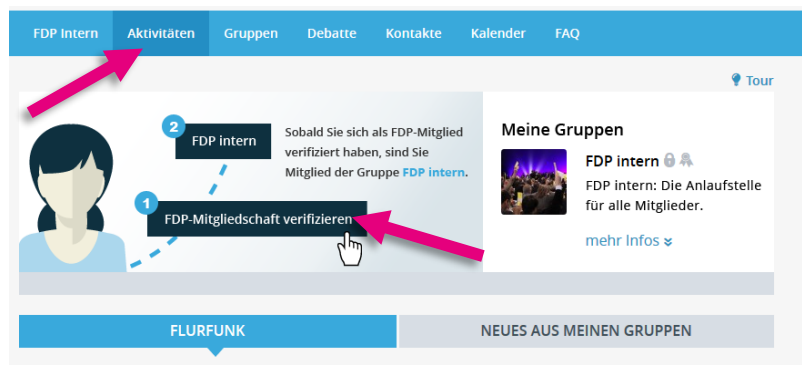 FDP Intern Aktivitäten Gruppen Debatte Kontakte Kalender FAQ
Tour
2 FDP intern
Sobald Sie sich als FDP-Mitglied
verifiziert haben, sind Sie
Mitglied der Gruppe FDP intern.
1 FDP-Mitgliedschaft verifizieren
Meine Gruppen
FDP intern
FDP intern: Die Anlaufstelle
für alle Mitglieder.
mehr Infos
FLURFUNK
NEUES AUS MEINEN GRUPPEN